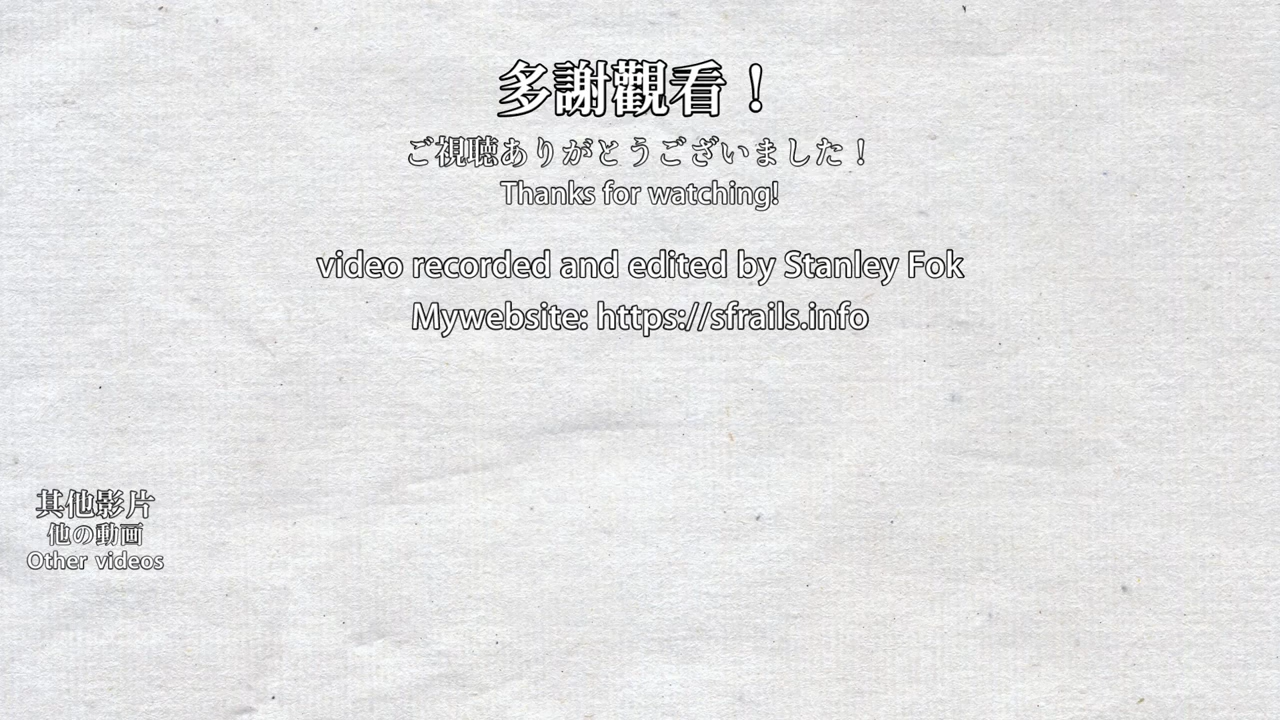 多謝觀看！
ご視聴ありがとうございました！
Thanks for watching!
video recorded and edited by Stanley Fok
Mywebsite: https://sfrails.info
其他影片
他の動画
Other videos